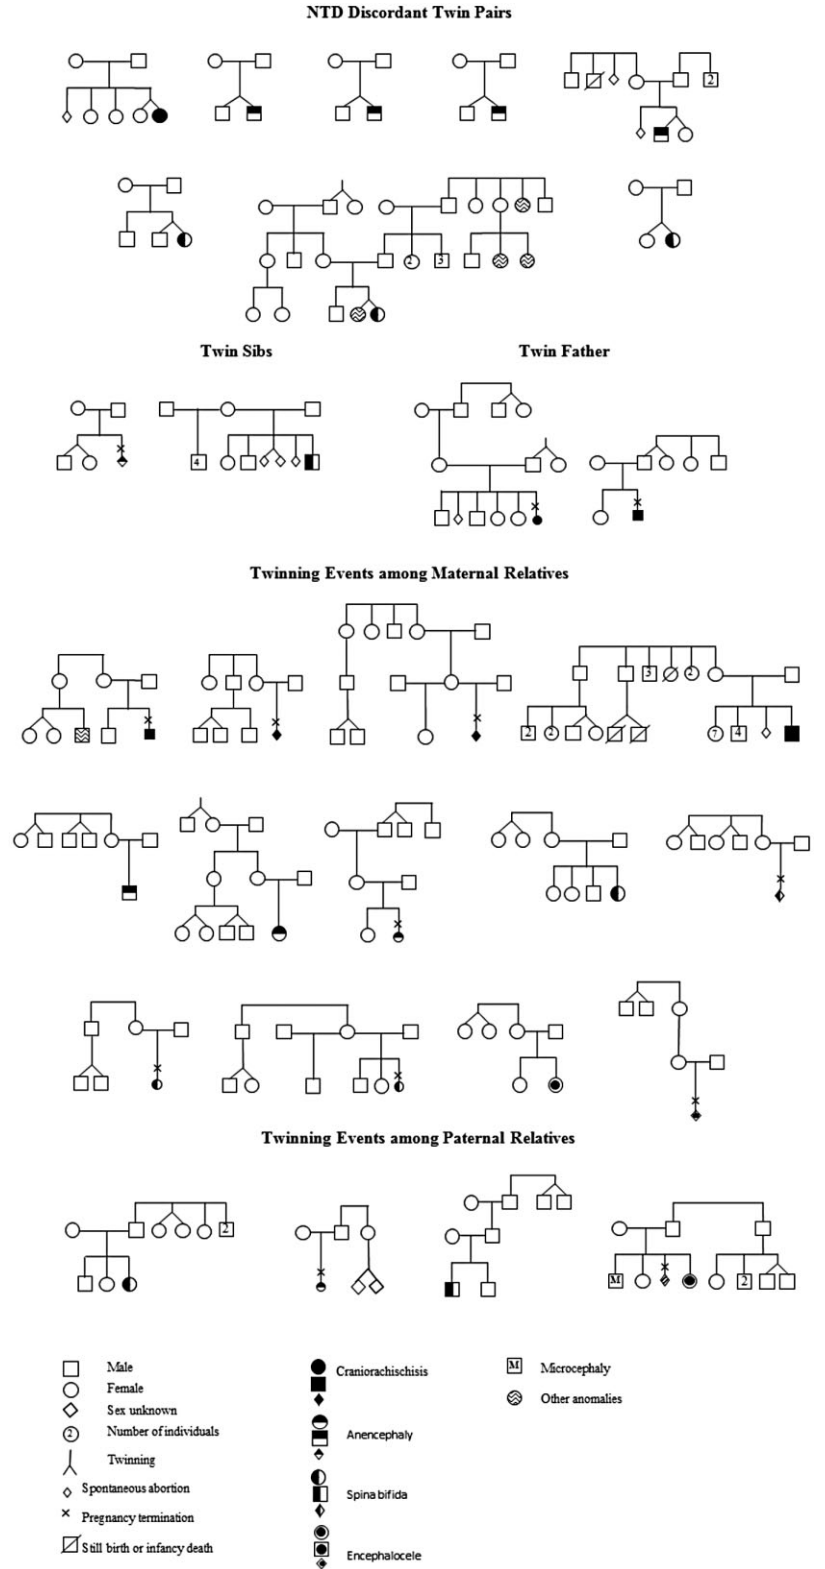 NTD Discordant Twin Pairs
2
2 3
Twin Sibs Twin Father
4
Twinning Events among Maternal Relatives
3 2
2 2 7 4
Twinning Events among Paternal Relatives
2
M 2
Male
Female
Sex unknown
2 Number of individuals
Twinning
Spontaneous abortion
x Pregnancy termination
Still birth or infancy death
Craniorachischisis
Anencephaly
Spina bifida
Encephalocele
M Microcephaly
Other anomalies